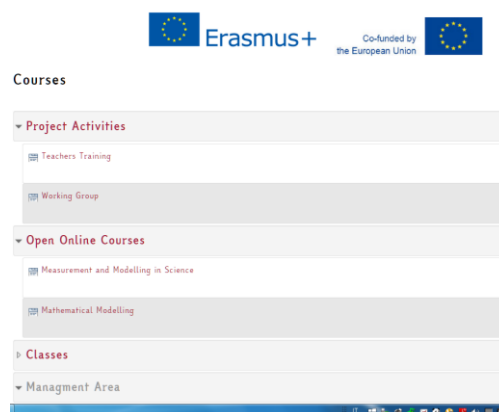 Erasmus+
Co-funded by
the European Union
Courses
Project Activities
Teachers Training
Working Group
Open Online Courses
Measurement and Modelling in Science
Mathematical Modelling
Classes
Managment Area